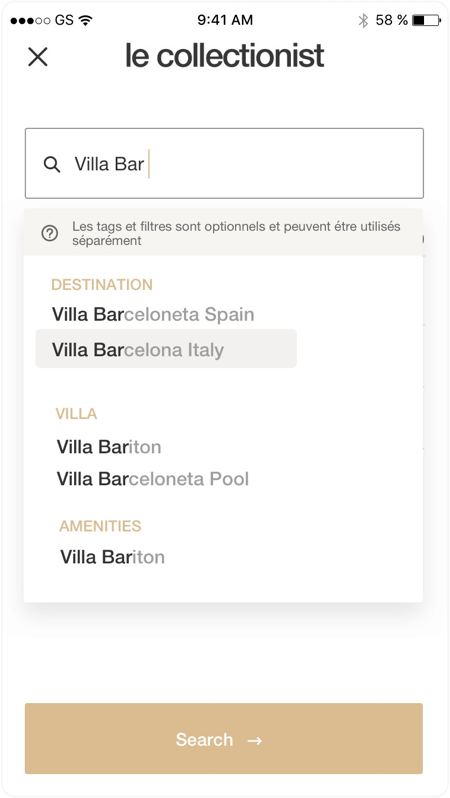 GS 9:41 AM 58 %
le collectionist
Villa Bar
Les tags et filtres sont optionnels et peuvent étre utilisés
séparément
DESTINATION
Villa Barceloneta Spain
Villa Barcelona Italy
VILLA
Villa Bariton
Villa Barceloneta Pool
AMENITIES
Villa Bariton
Search →